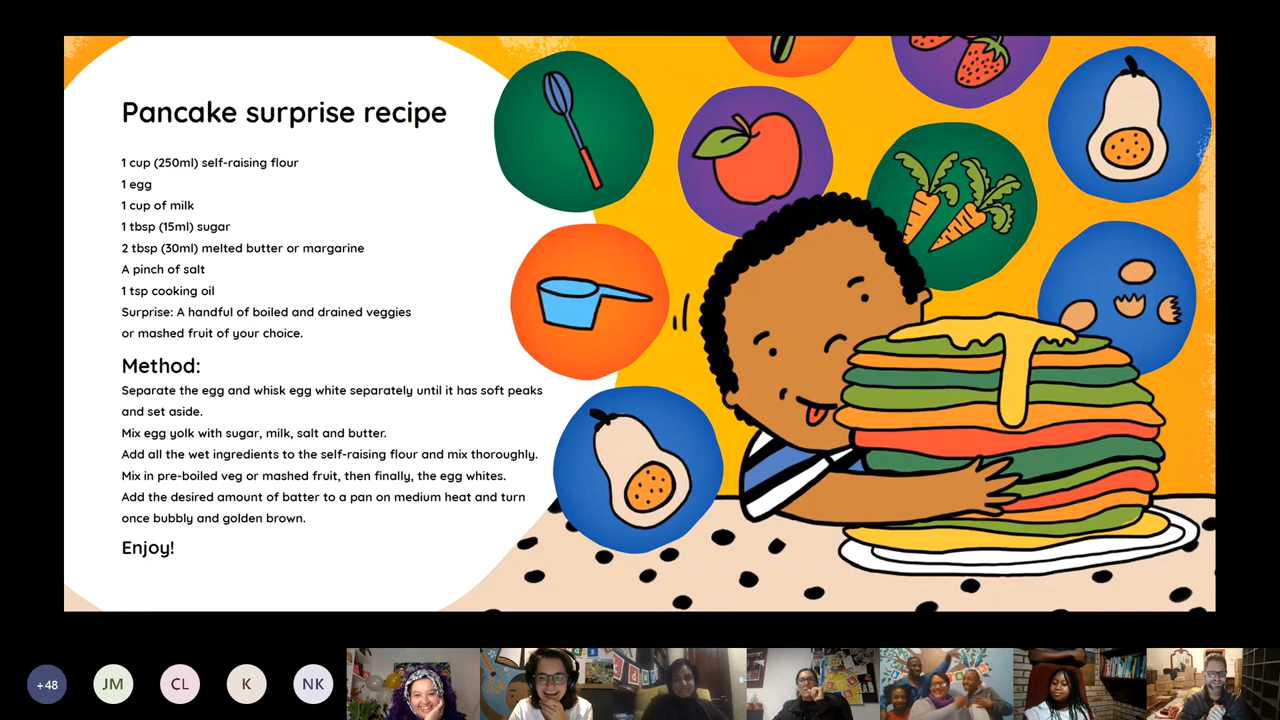 Pancake surprise recipe
1 cup (250ml) self-raising flour
1 egg
1 cup of milk
1 tbsp (15ml) sugar
2 tbsp (30ml) melted butter or margarine
A pinch of salt
1 tsp cooking oil
Surprise: A handful of boiled and drained veggies
or mashed fruit of your choice.
Method:
Separate the egg and whisk egg white separately until it has soft peaks
and set aside.
Mix egg yolk with sugar, milk, salt and butter.
Add all the wet ingredients to the self-raising flour and mix thoroughly.
Mix in pre-boiled veg or mashed fruit, then finally, the egg whites.
Add the desired amount of batter to a pan on medium heat and turn
once bubbly and golden brown.
Enjoy!
+48 JM CL K NK